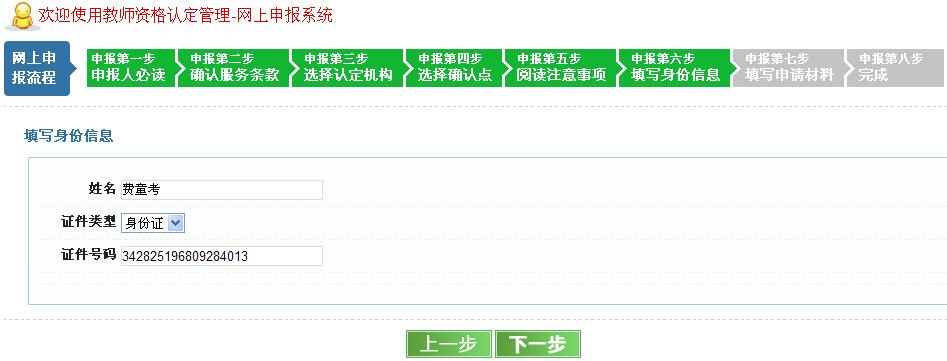 欢迎使用教师资格认定管理-网上申报系统
网上申
报流程
申报第一步
申报人必读
申报第二步
确认服务条款
申报第三步
选择认定机构
申报第四步
选择确认点
申报第五步
阅读注意事项
申报第六步
填写身份信息
申报第七步
填写申请材料
申报第八步
完成
填写身份信息
姓名 费童考
证件类型 身份证
证件号码 342825196809284013
上一步 下一步